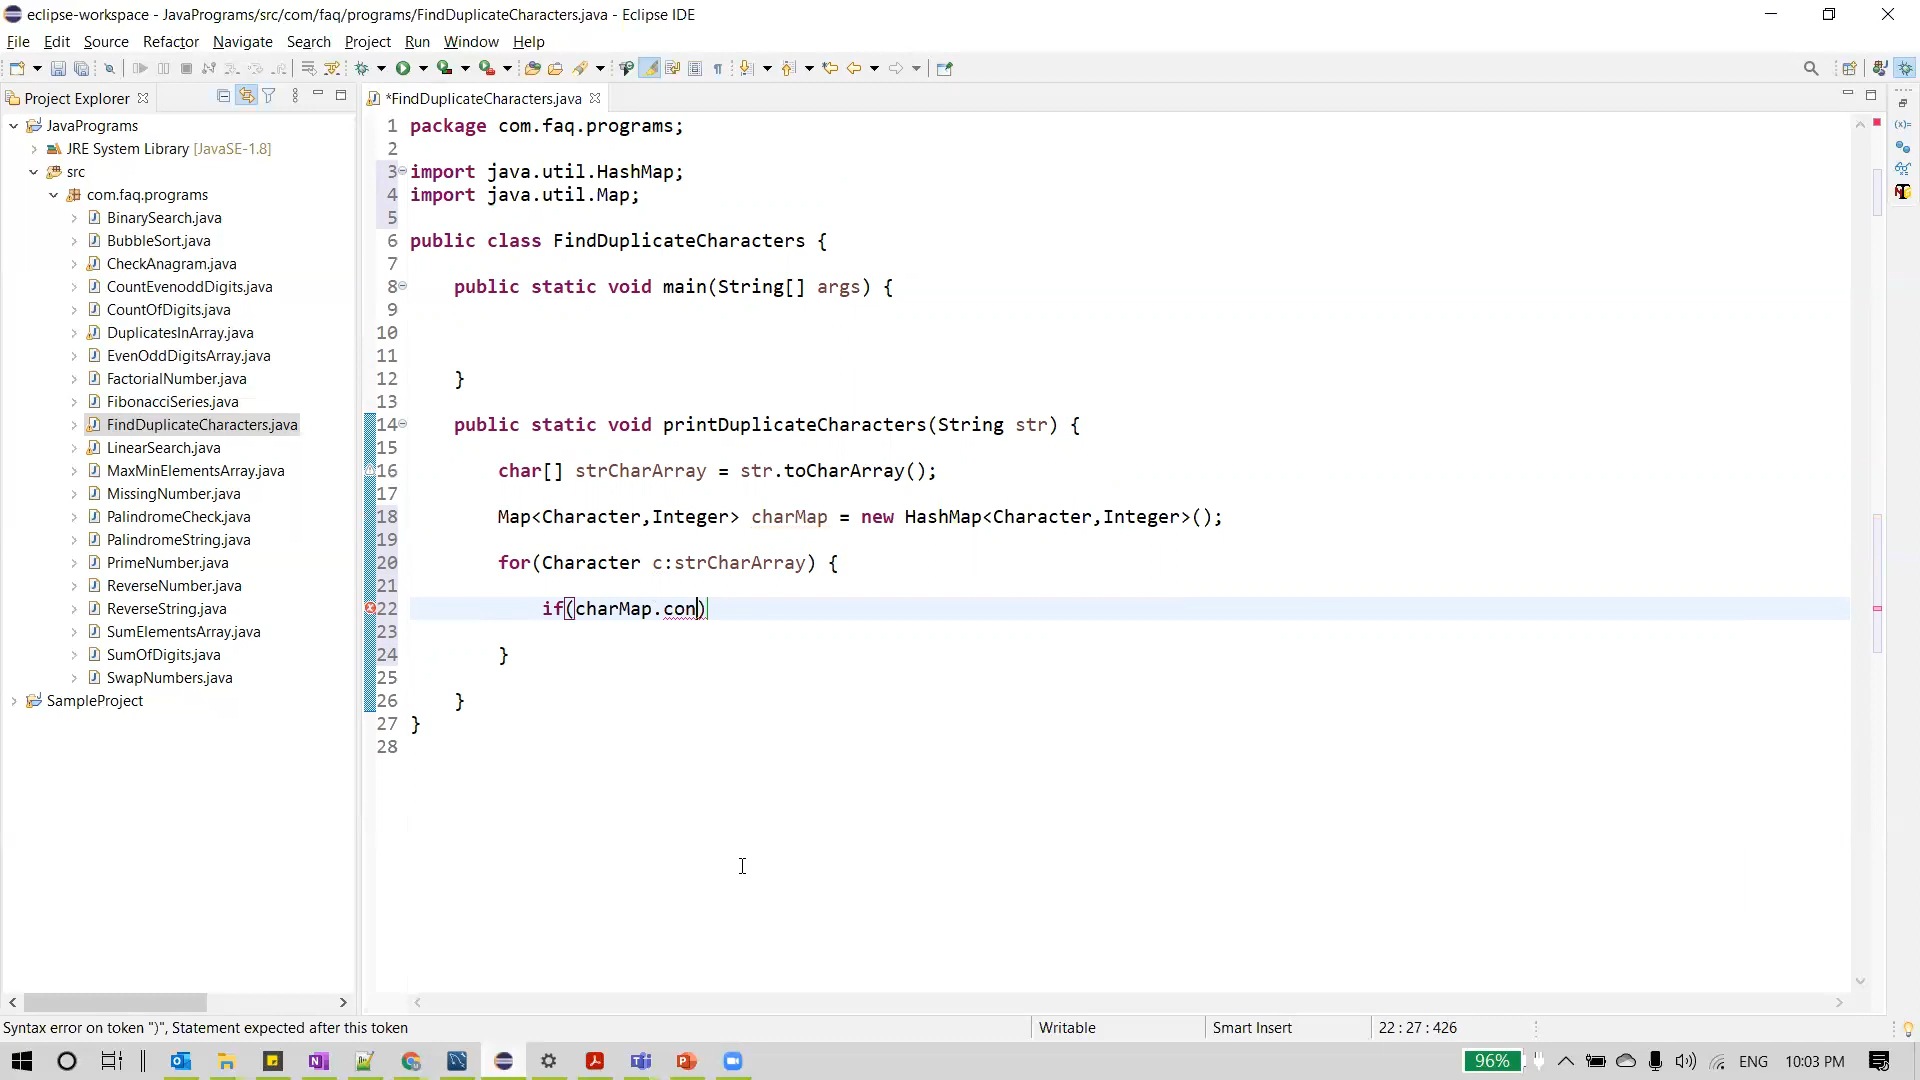 eclipse-workspace - JavaPrograms/src/com/faq/programs/FindDuplicateCharacters.java - Eclipse IDE
File Edit Source Refactor Navigate Search Project Run Window Help
Project Explorer
JavaPrograms
JRE System Library [JavaSE-1.8]
src
com.faq.programs
BinarySearch.java
BubbleSort.java
CheckAnagram.java
CountEvenoddDigits.java
CountOfDigits.java
DuplicatesInArray.java
EvenOddDigitsArray.java
FactorialNumber.java
FibonacciSeries.java
FindDuplicateCharacters.java
LinearSearch.java
MaxMinElementsArray.java
MissingNumber.java
PalindromeCheck.java
PalindromeString.java
PrimeNumber.java
ReverseNumber.java
ReverseString.java
SumElementsArray.java
SumOfDigits.java
SwapNumbers.java
SampleProject
*FindDuplicateCharacters.java
1 package com.faq.programs;
2
3 import java.util.HashMap;
4 import java.util.Map;
5
6 public class FindDuplicateCharacters {
7
8 public static void main(String[] args) {
9
10
11
12 }
13
14 public static void printDuplicateCharacters(String str) {
15
16 char[] strCharArray = str.toCharArray();
17
18 Map<Character,Integer> charMap = new HashMap<Character,Integer>();
19
20 for(Character c:strCharArray) {
21
22 if(charMap.con)
23
24 }
25
26 }
27 }
28
Syntax error on token ")", Statement expected after this token
Writable
Smart Insert
22 : 27 : 426
96%
ENG
10:03 PM